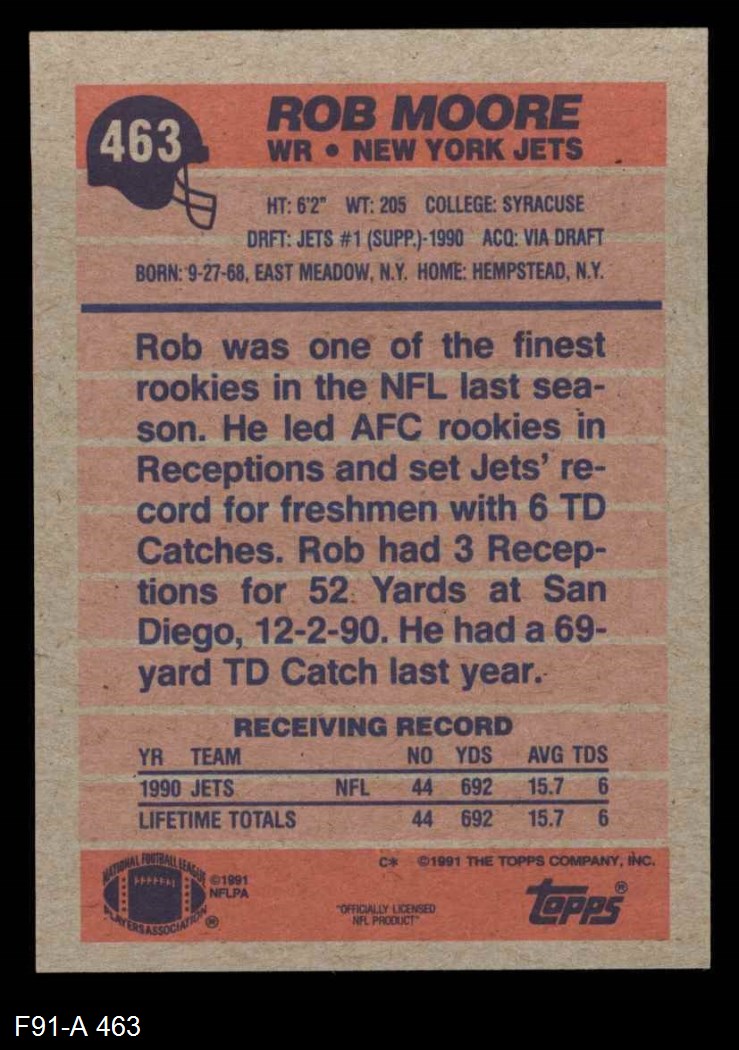 463
ROB MOORE
WR • NEW YORK JETS
HT: 6'2" WT: 205 COLLEGE: SYRACUSE
DRFT: JETS #1 (SUPP.)-1990 ACQ: VIA DRAFT
BORN: 9-27-68, EAST MEADOW, N.Y. HOME: HEMPSTEAD, N.Y.
Rob was one of the finest
rookies in the NFL last sea-
son. He led AFC rookies in
Receptions and set Jets' re-
cord for freshmen with 6 TD
Catches. Rob had 3 Recep-
tions for 52 Yards at San
Diego, 12-2-90. He had a 69-
yard TD Catch last year.
RECEIVING RECORD
YR TEAM NO YDS AVG TDS
1990 JETS NFL 44 692 15.7 6
LIFETIME TOTALS 44 692 15.7 6
C* ©1991 THE TOPPS COMPANY, INC.
NATIONAL FOOTBALL LEAGUE
PLAYERS ASSOCIATION ®
©1991
NFLPA
"OFFICIALLY LICENSED
NFL PRODUCT"
topps ®
F91-A 463